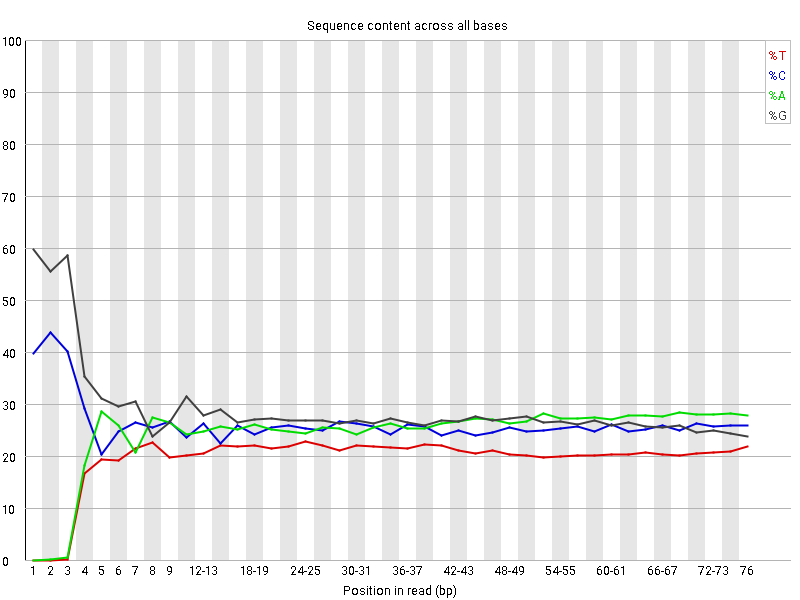 Sequence content across all bases
100
90
80
70
60
50
40
30
20
10
0
%T
%C
%A
%G
1 2 3 4 5 6 7 8 9 12-13 18-19 24-25 30-31 36-37 42-43 48-49 54-55 60-61 66-67 72-73 76
Position in read (bp)